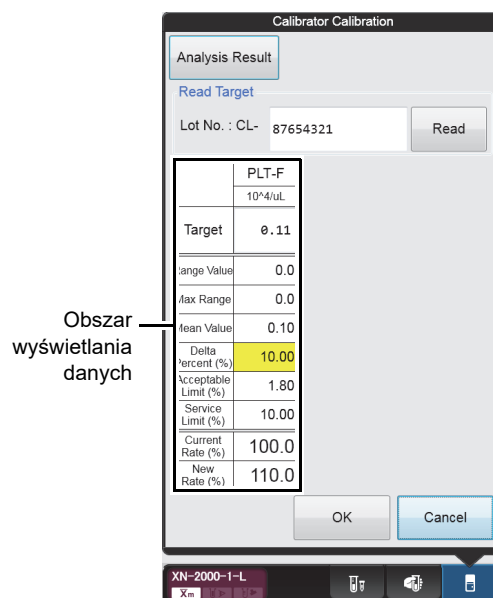 Calibrator Calibration
Analysis Result
Read Target
Lot No. : CL- 87654321 Read
PLT-F
10^4/uL
Target 0.11
Range Value 0.0
Max Range 0.0
Mean Value 0.10
Delta
Percent (%) 10.00
Acceptable
Limit (%) 1.80
Service
Limit (%) 10.00
Current
Rate (%) 100.0
New
Rate (%) 110.0
Obszar
wyświetlania
danych
OK Cancel
XN-2000-1-L
Xm